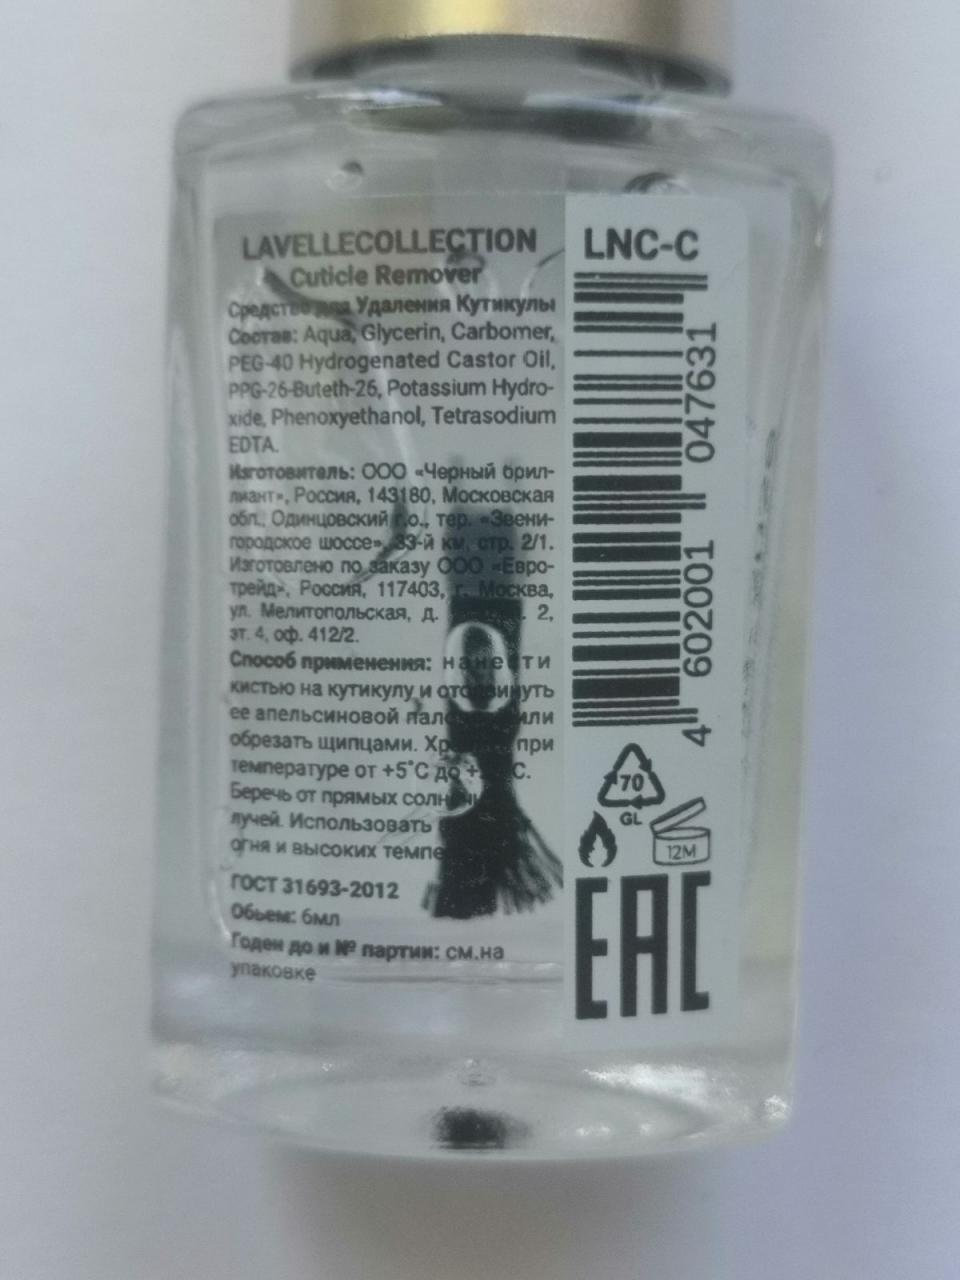 LAVELLECOLLECTION
Cuticle Remover
Средство для Удаления Кутикулы
Состав: Aqua, Glycerin, Carbomer,
PEG-40 Hydrogenated Castor Oil,
PPG-26-Buteth-26, Potassium Hydro-
xide, Phenoxyethanol, Tetrasodium
EDTA.
Изготовитель: ООО «Черный брил-
лиант», Россия, 143180, Московская
обл., Одинцовский г.о., тер. «Звени-
городское шоссе», 33-й км, стр. 2/1.
Изготовлено по заказу ООО «Евро-
трейд», Россия, 117403, г. Москва,
ул. Мелитопольская, д. 2,
эт. 4, оф. 412/2.
Способ применения: нанести
кистью на кутикулу и отодвинуть
ее апельсиновой или
обрезать щипцами. при
температуре от +5°С до
Беречь от прямых
лучей. Использовать
огня и высоких
ГОСТ 31693-2012
Обьем: 6мл
Годен до и № партии: см.на
упаковке
LNC-C
4 602001 047631
70
GL
12M
EAC